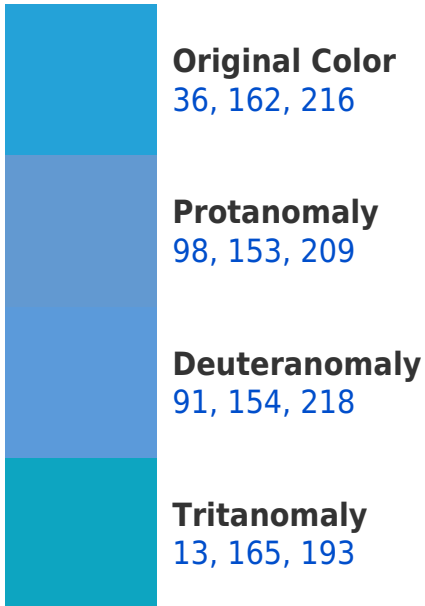 Original Color
36, 162, 216
Protanomaly
98, 153, 209
Deuteranomaly
91, 154, 218
Tritanomaly
13, 165, 193